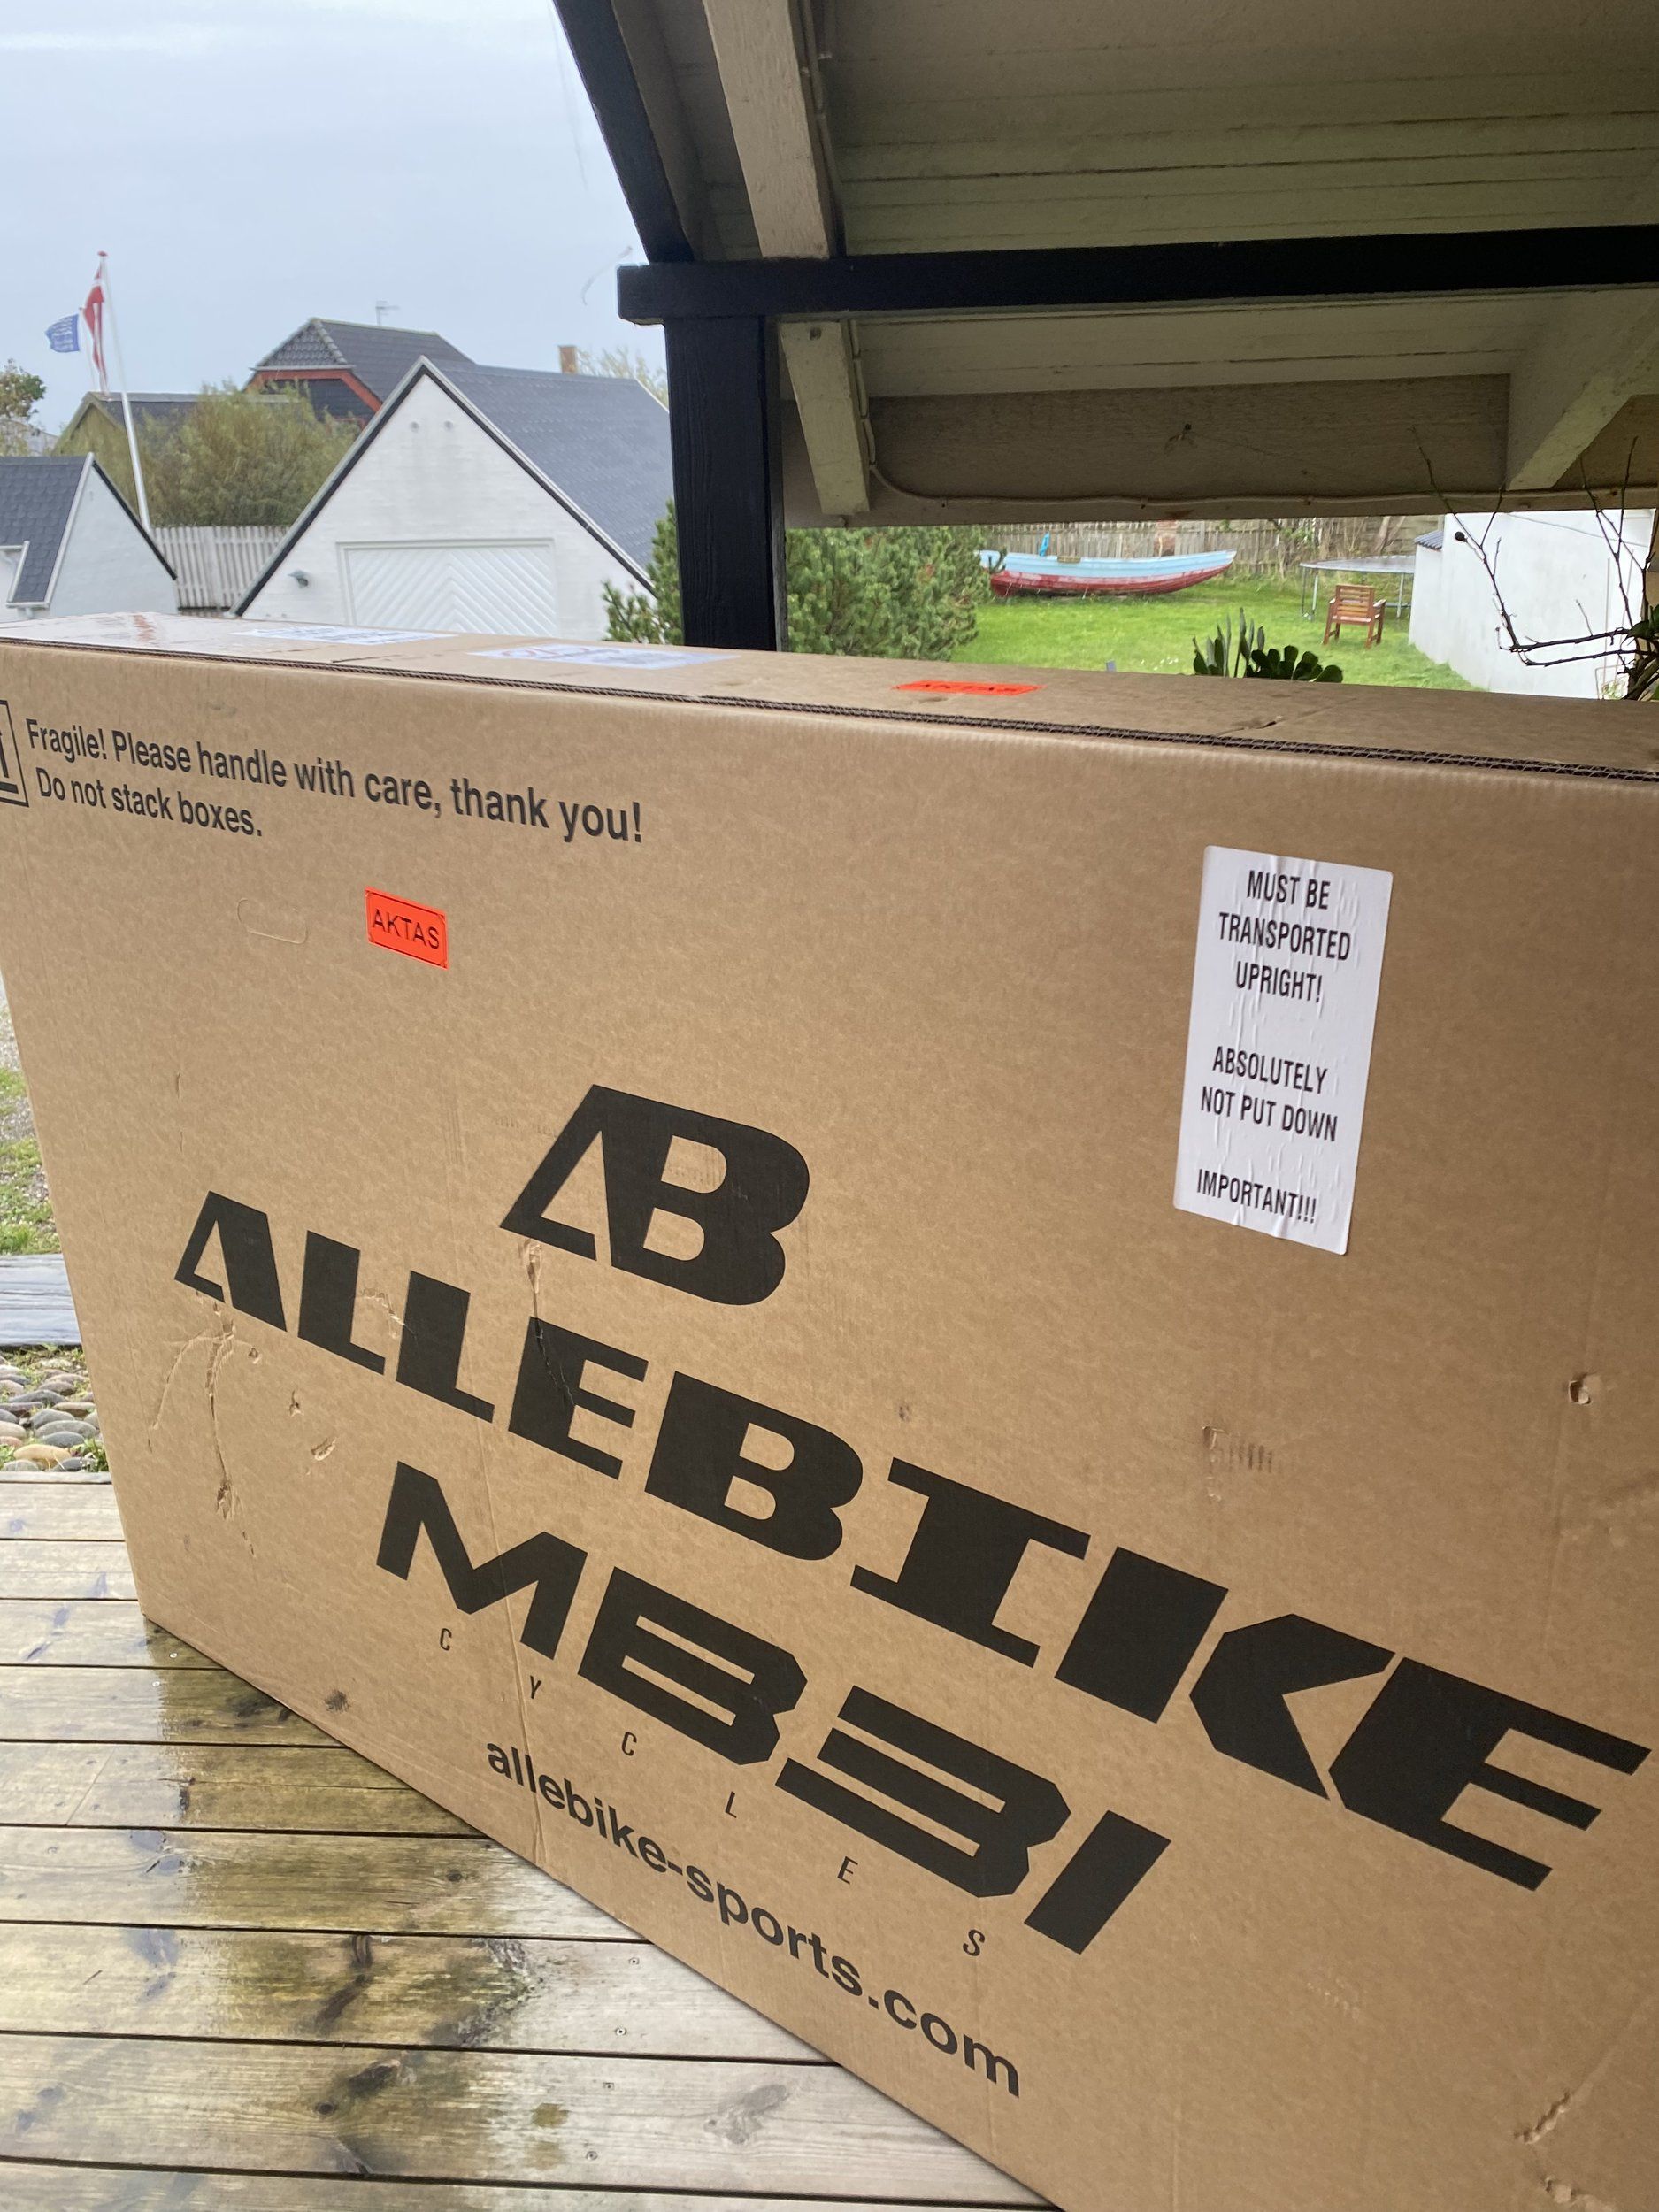 Fragile! Please handle with care, thank you!
Do not stack boxes.
AKTAS
AKTAS
MUST BE
TRANSPORTED
UPRIGHT!
ABSOLUTELY
NOT PUT DOWN
IMPORTANT!!!
AB
ALLEBIKE
CYCLES
allebike-sports.com